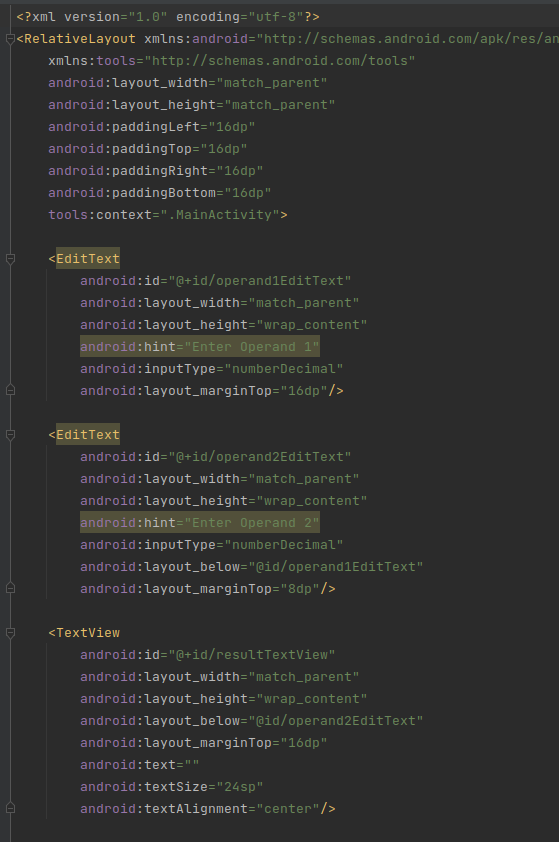 <?xml version="1.0" encoding="utf-8"?>
<RelativeLayout xmlns:android="http://schemas.android.com/apk/res/an
    xmlns:tools="http://schemas.android.com/tools"
    android:layout_width="match_parent"
    android:layout_height="match_parent"
    android:paddingLeft="16dp"
    android:paddingTop="16dp"
    android:paddingRight="16dp"
    android:paddingBottom="16dp"
    tools:context=".MainActivity">

    <EditText
        android:id="@+id/operand1EditText"
        android:layout_width="match_parent"
        android:layout_height="wrap_content"
        android:hint="Enter Operand 1"
        android:inputType="numberDecimal"
        android:layout_marginTop="16dp"/>

    <EditText
        android:id="@+id/operand2EditText"
        android:layout_width="match_parent"
        android:layout_height="wrap_content"
        android:hint="Enter Operand 2"
        android:inputType="numberDecimal"
        android:layout_below="@id/operand1EditText"
        android:layout_marginTop="8dp"/>

    <TextView
        android:id="@+id/resultTextView"
        android:layout_width="match_parent"
        android:layout_height="wrap_content"
        android:layout_below="@id/operand2EditText"
        android:layout_marginTop="16dp"
        android:text=""
        android:textSize="24sp"
        android:textAlignment="center"/>